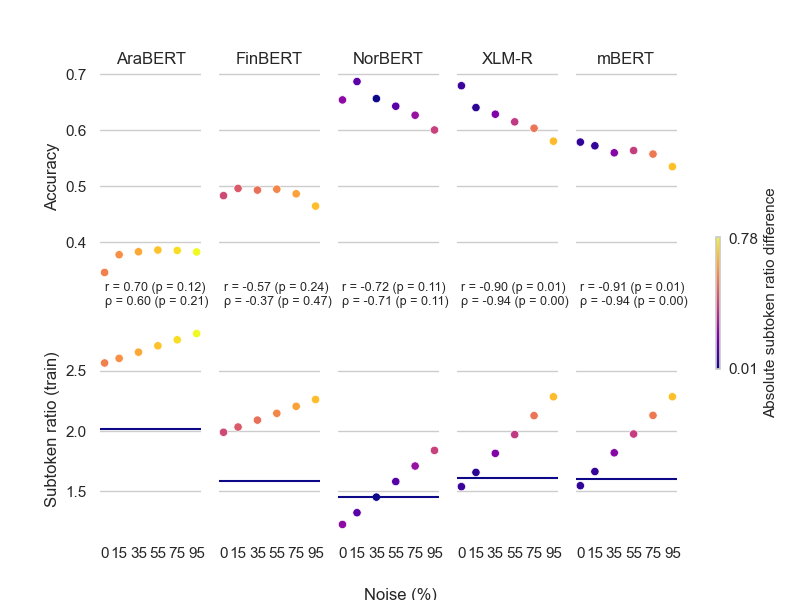 AraBERT FinBERT NorBERT XLM-R mBERT
0.7
0.6
0.5
0.4
Accuracy
r = 0.70 (p = 0.12) r = -0.57 (p = 0.24) r = -0.72 (p = 0.11) r = -0.90 (p = 0.01) r = -0.91 (p = 0.01)
ρ = 0.60 (p = 0.21) ρ = -0.37 (p = 0.47) ρ = -0.71 (p = 0.11) ρ = -0.94 (p = 0.00) ρ = -0.94 (p = 0.00)
2.5
2.0
1.5
Subtoken ratio (train)
0 15 35 55 75 95 0 15 35 55 75 95 0 15 35 55 75 95 0 15 35 55 75 95 0 15 35 55 75 95
Noise (%)
0.78
0.01
Absolute subtoken ratio difference